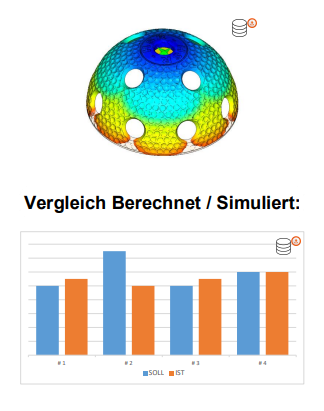 Vergleich Berechnet / Simuliert:
# 1 # 2 # 3 # 4
SOLL IST